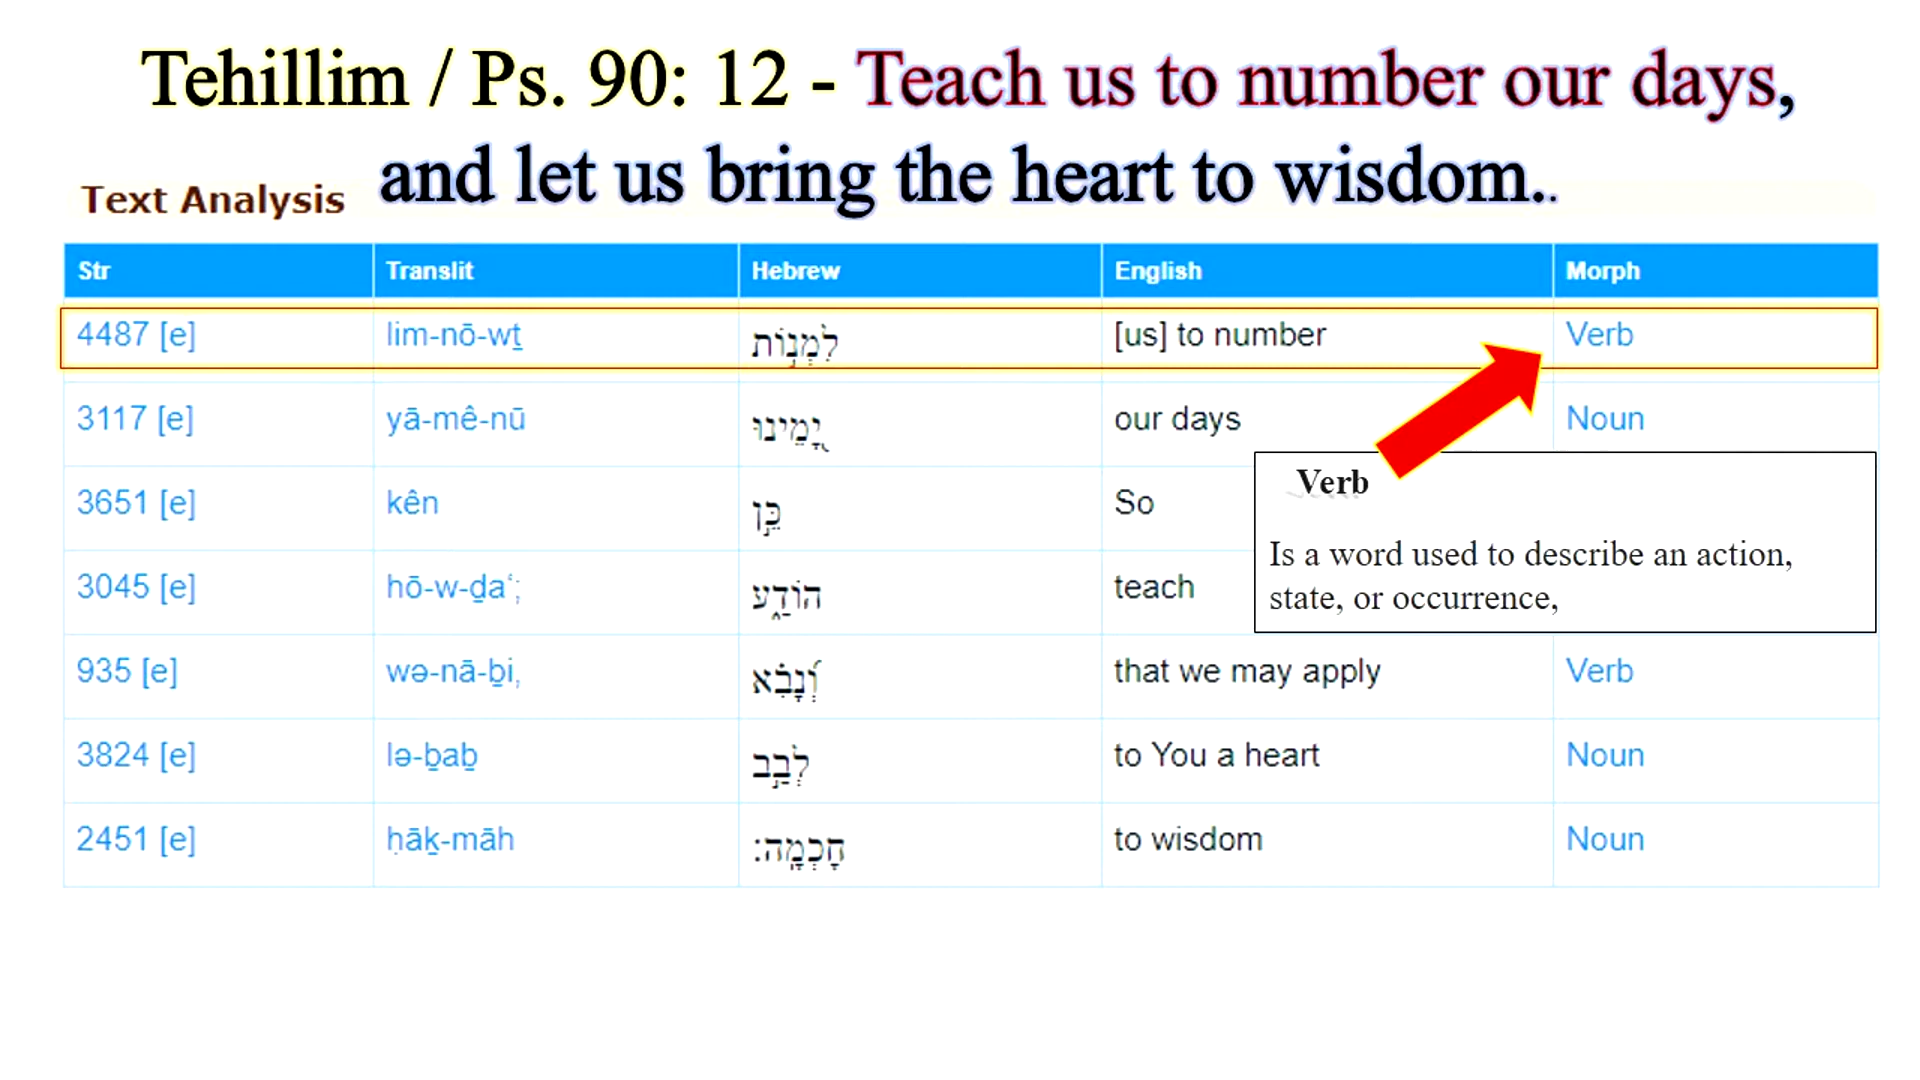 Tehillim / Ps. 90: 12 - Teach us to number our days,
and let us bring the heart to wisdom..
Text Analysis
Str Translit Hebrew English Morph
4487 [e] lim-nō-wṯ לִמְנ֣וֹת [us] to number Verb
3117 [e] yā-mê-nū יָ֭מֵינוּ our days Noun
3651 [e] kên כֵּ֣ן So
3045 [e] hō-w-ḏa‘; הוֹדַ֑ע teach
935 [e] wə-nā-ḇi, וְ֝נָבִ֗א that we may apply Verb
3824 [e] lə-ḇaḇ לְבַ֣ב to You a heart Noun
2451 [e] ḥāḵ-māh חָכְמָֽה׃ to wisdom Noun
Verb
Is a word used to describe an action,
state, or occurrence,